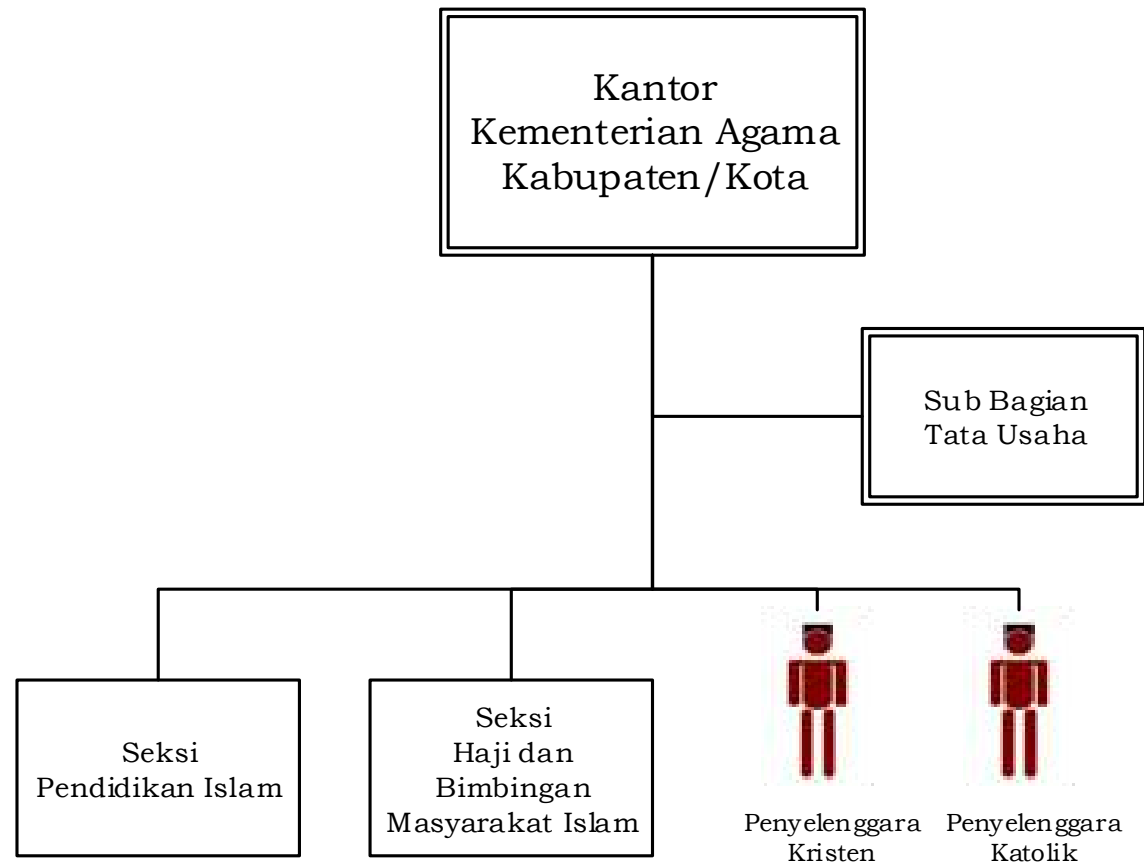 Kantor
Kementerian Agama
Kabupaten/Kota
Sub Bagian
Tata Usaha
Seksi
Pendidikan Islam
Seksi
Haji dan
Bimbingan
Masyarakat Islam
Penyelenggara
Kristen
Penyelenggara
Katolik